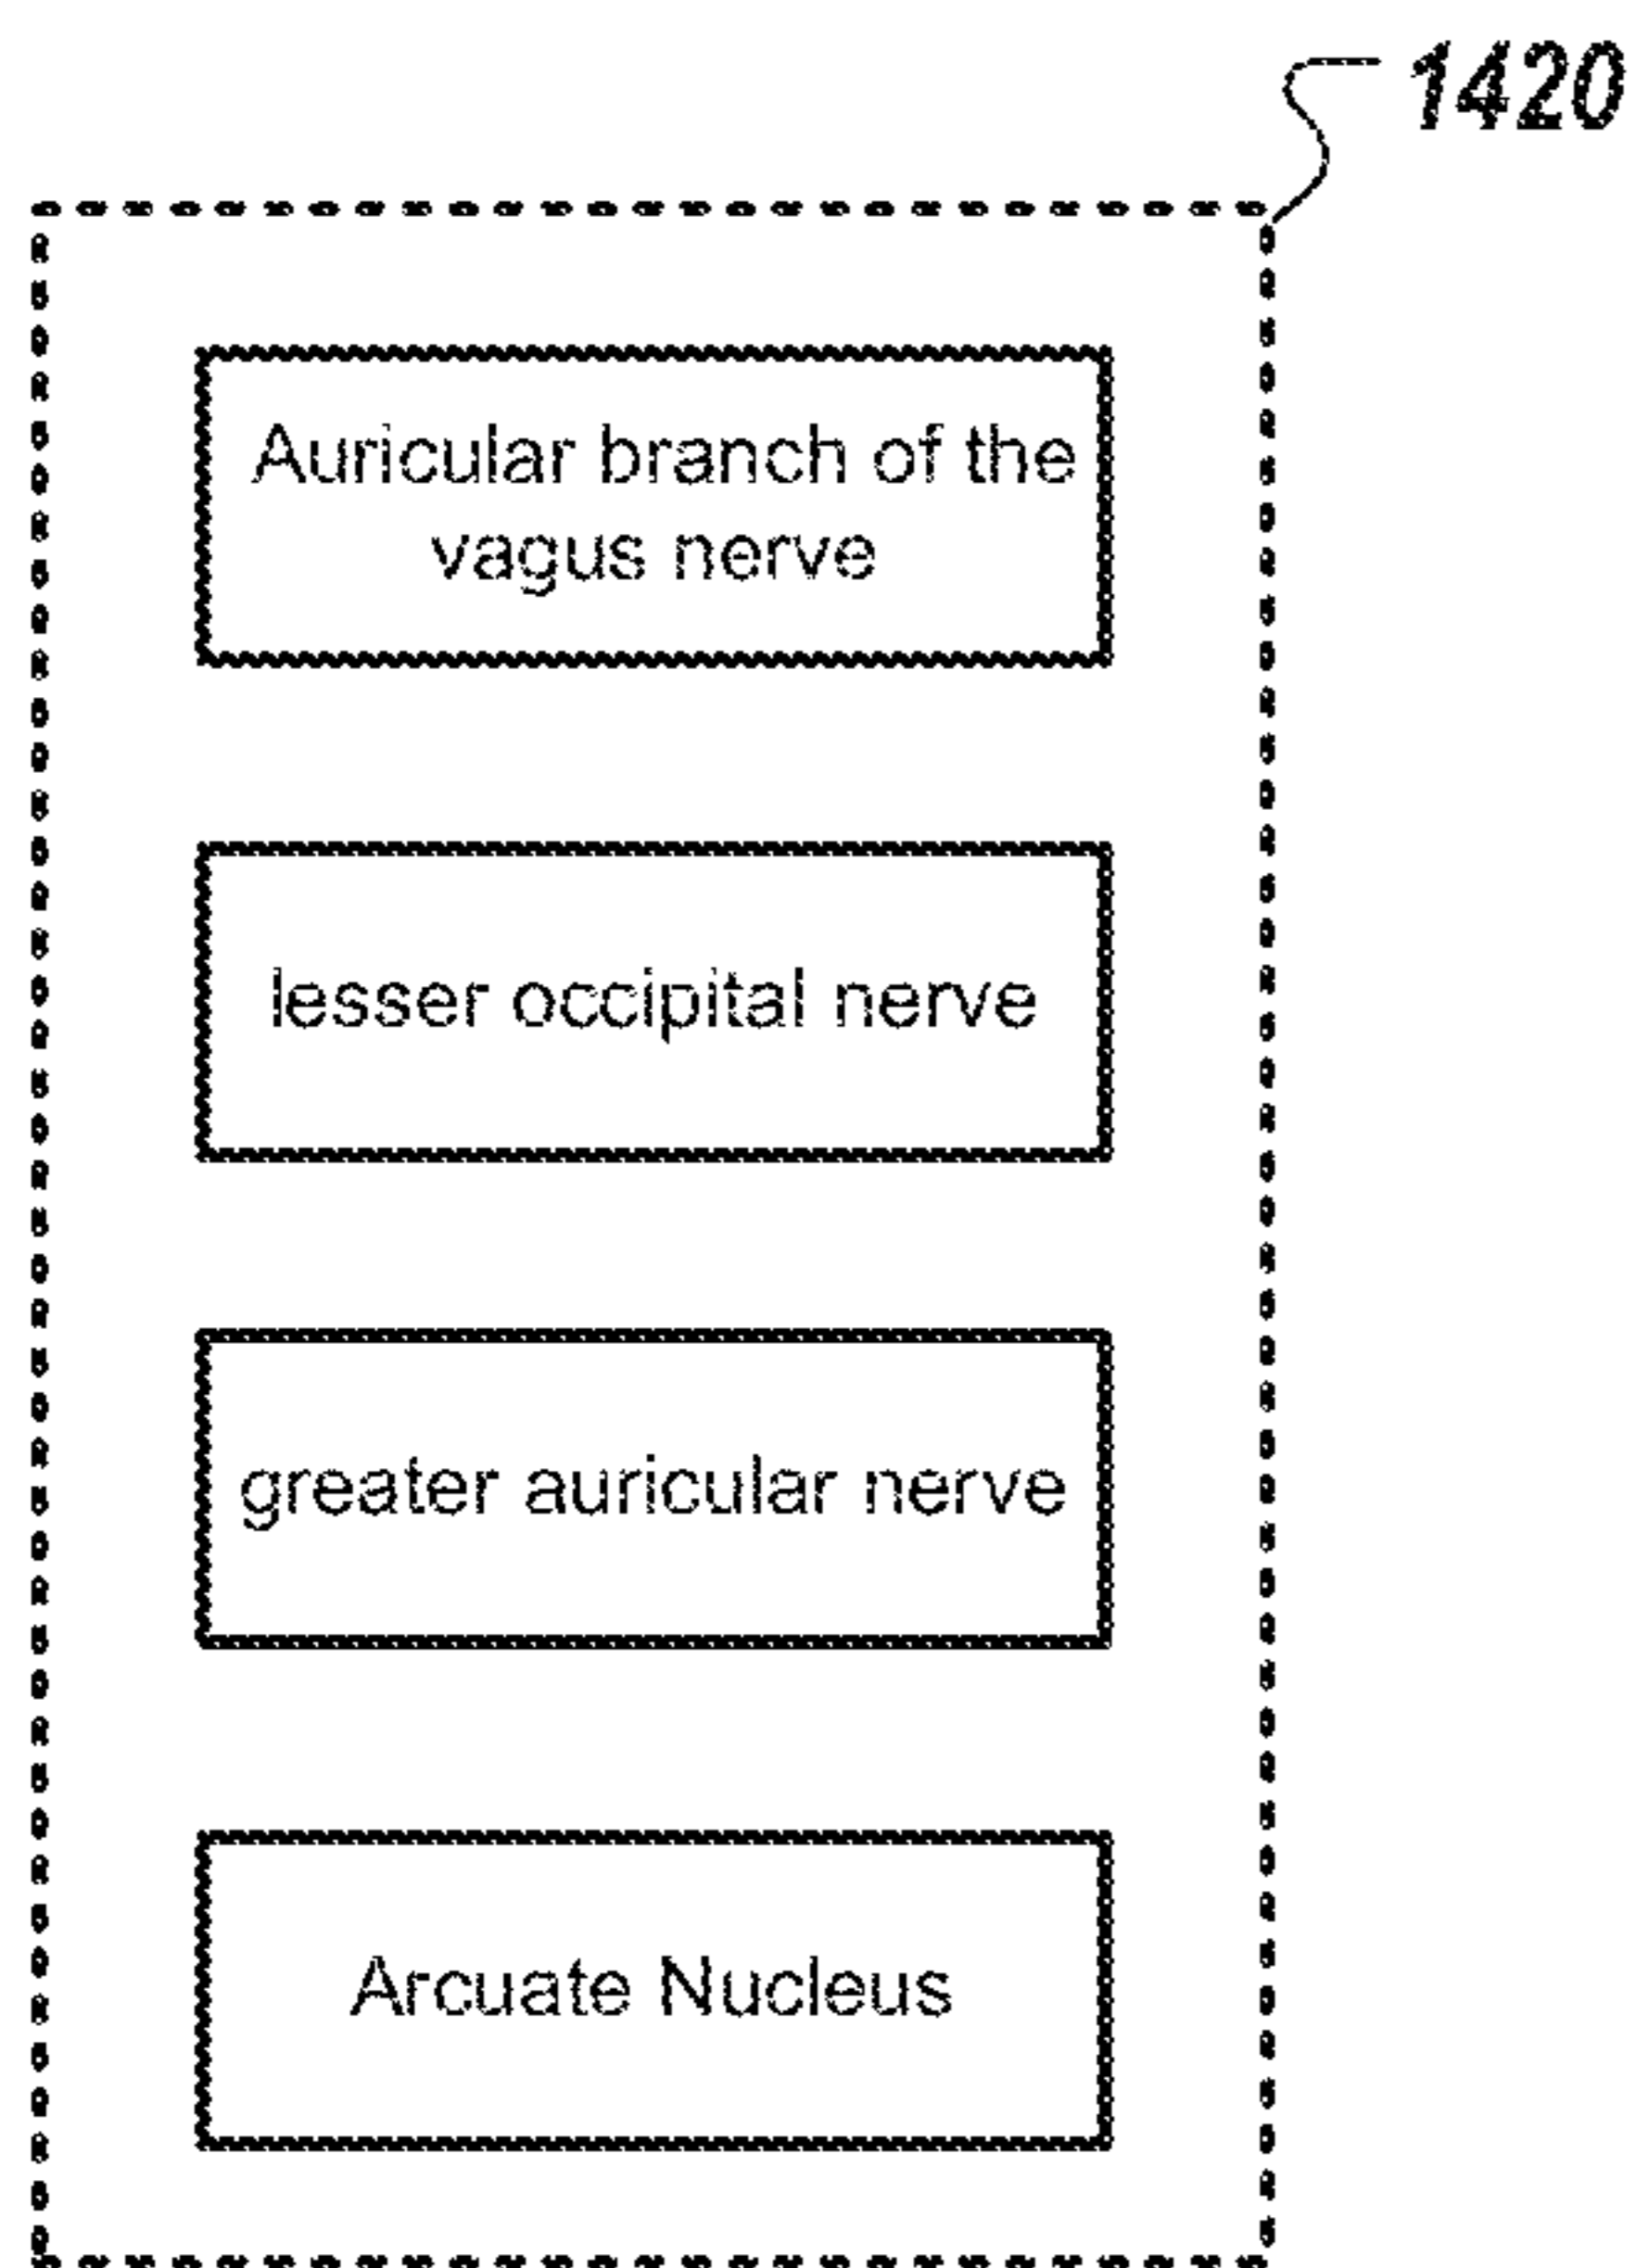 1420
Auricular branch of the
vagus nerve
lesser occipital nerve
greater auricular nerve
Arcuate Nucleus